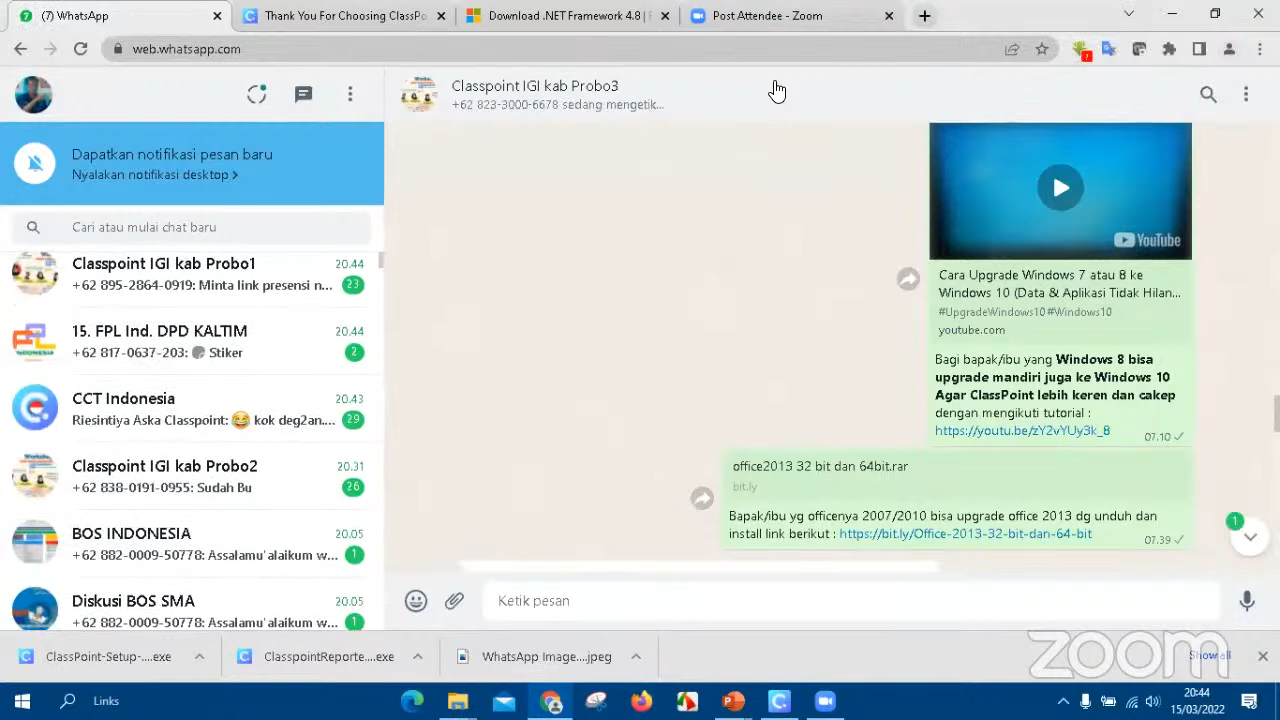 (7) WhatsApp
Thank You For Choosing ClassPo
Download .NET Framework 4.8 |
Post Attendee - Zoom
web.whatsapp.com
7
Classpoint IGI kab Probo3
+62 823-3000-6678 sedang mengetik...
Dapatkan notifikasi pesan baru
Nyalakan notifikasi desktop >
Cari atau mulai chat baru
Classpoint IGI kab Probo1
20.44
+62 895-2864-0919: Minta link presensi n...
23
15. FPL Ind. DPD KALTIM
20.44
+62 817-0637-203: Stiker
2
CCT Indonesia
20.43
Riesintiya Aska Classpoint: 😂 kok deg2an....
29
Classpoint IGI kab Probo2
20.31
+62 838-0191-0955: Sudah Bu
26
BOS INDONESIA
20.05
+62 882-0009-50778: Assalamu'alaikum w...
1
Diskusi BOS SMA
20.05
+62 882-0009-50778: Assalamu'alaikum w...
1
YouTube
Cara Upgrade Windows 7 atau 8 ke
Windows 10 (Data & Aplikasi Tidak Hilan...
#UpgradeWindows10 #Windows10
youtube.com
Bagi bapak/ibu yang Windows 8 bisa
upgrade mandiri juga ke Windows 10
Agar ClassPoint lebih keren dan cakep
dengan mengikuti tutorial :
https://youtu.be/zY2vYUy3k_8
07.10
office2013 32 bit dan 64bit.rar
bit.ly
Bapak/ibu yg officenya 2007/2010 bisa upgrade office 2013 dg unduh dan
install link berikut : https://bit.ly/Office-2013-32-bit-dan-64-bit
07.39
1
Ketik pesan
ClassPoint-Setup-....exe
ClasspointReporte....exe
WhatsApp Image....jpeg
Show all
zoom
Links
20:44
15/03/2022